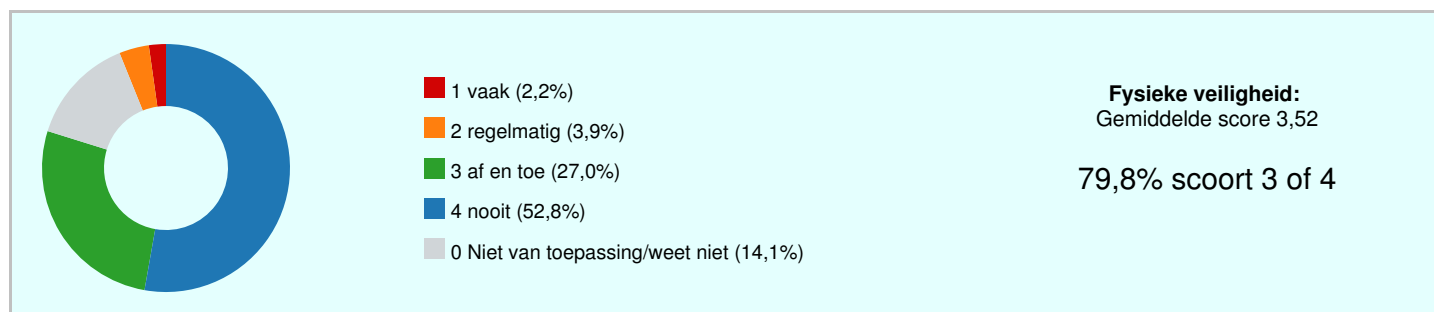 1 vaak (2,2%)
2 regelmatig (3,9%)
3 af en toe (27,0%)
4 nooit (52,8%)
0 Niet van toepassing/weet niet (14,1%)
Fysieke veiligheid:
Gemiddelde score 3,52
79,8% scoort 3 of 4